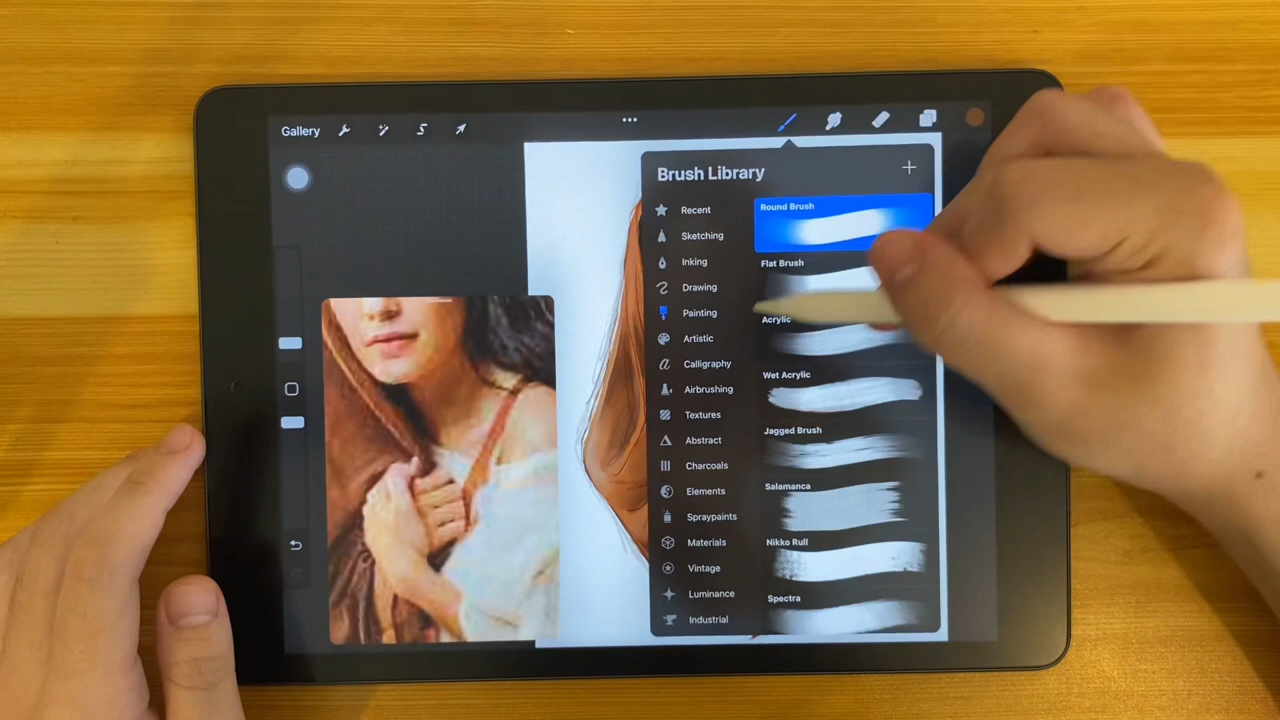 Gallery
Brush Library
Recent
Sketching
Inking
Drawing
Painting
Artistic
Calligraphy
Airbrushing
Textures
Abstract
Charcoals
Elements
Spraypaints
Materials
Vintage
Luminance
Industrial
Round Brush
Flat Brush
Acrylic
Wet Acrylic
Jagged Brush
Salamanca
Nikko Rull
Spectra